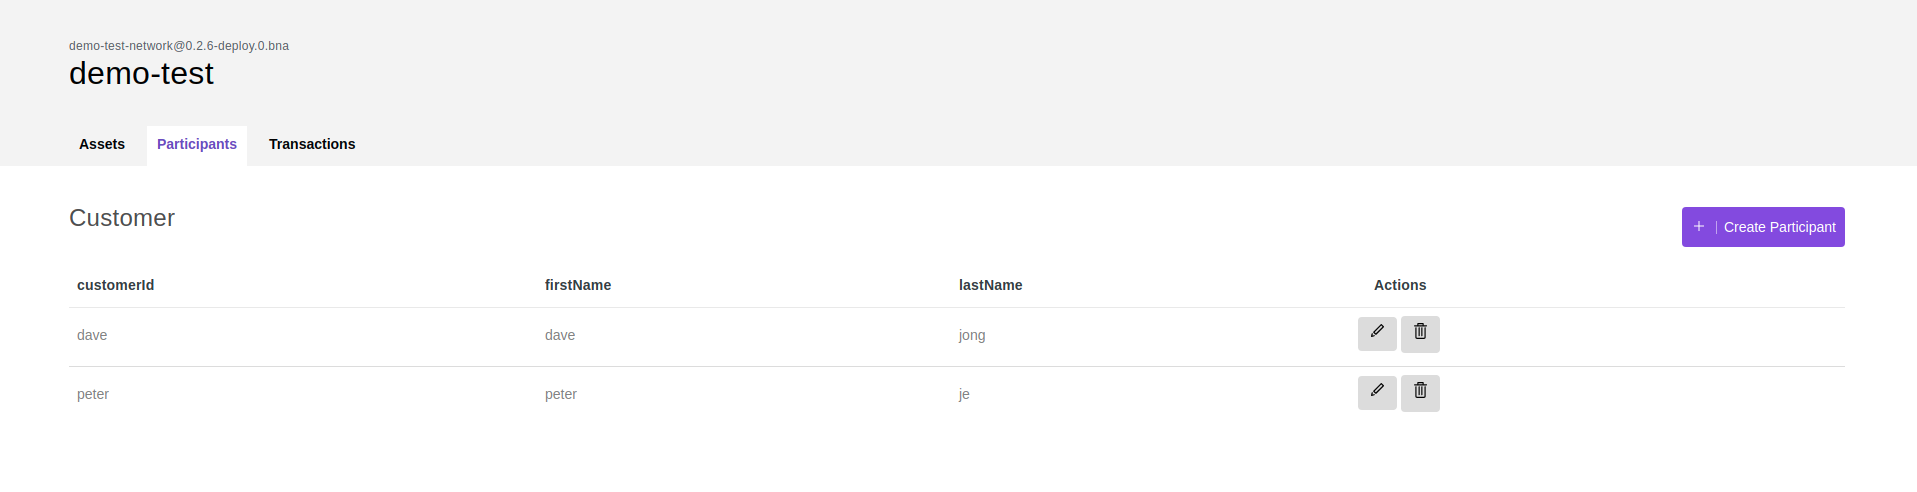 demo-test-network@0.2.6-deploy.0.bna
demo-test
Assets Participants Transactions
Customer
+ | Create Participant
customerId firstName lastName Actions
dave dave jong
peter peter je